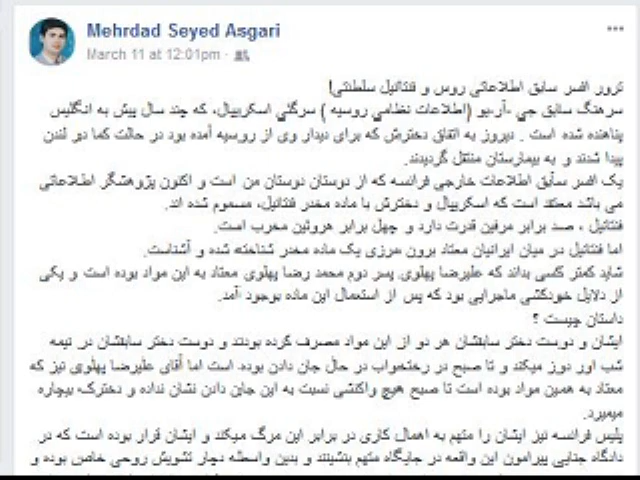 Mehrdad Seyed Asgari
March 11 at 12:01pm ·
ترور افسر سابق اطلاعاتی روس و فنتانیل سلطنتی!
سرهنگ سابق جی -آر-یو (اطلاعات نظامی روسیه ) سرگئی اسکریپال، که چند سال پیش به انگلیس
پناهنده شده است . دیروز به اتفاق دخترش که برای دیدار وی از روسیه آمده بود در حالت کما در لندن
پیدا شدند و به بیمارستان منتقل گردیدند.
یک افسر سابق اطلاعات خارجی فرانسه که از دوستان دوستان من است و اکنون پژوهشگر اطلاعاتی
می باشد معتقد است که اسکریپال و دخترش با ماده مخدر فنتانیل، مسموم شده اند.
فنتانیل ، صد برابر مرفین قدرت دارد و چهل برابر هروئین مخرب است.
اما فنتانیل در میان ایرانیان معتاد برون مرزی یک ماده مخدر شناخته شده و آشناست.
شاید کمتر کسی بداند که علیرضا پهلوی پسر دوم محمد رضا پهلوی معتاد به این مواد بوده است و یکی
از دلایل خودکشی ماجرایی بود که پس از استعمال این ماده بوجود آمد.
داستان چیست ؟
ایشان و دوست دختر سابقشان هر دو از این مواد مصرف کرده بودند و دوست دختر سابقشان در نیمه
شب اور دوز میکند و تا صبح در رختخواب در حال جان دادن بوده است اما آقای علیرضا پهلوی نیز که
معتاد به همین مواد بوده است تا صبح هیچ واکنشی نسبت به این جان دادن نشان نداده و دخترک بیچاره
میمیرد.
پلیس فرانسه نیز ایشان را متهم به اهمال کاری در برابر این مرگ میکند و ایشان قرار بوده است که در
دادگاه جنایی پیرامون این واقعه در جایگاه متهم بنشیند و بدین واسطه دچار تشویش روحی خاص بوده و